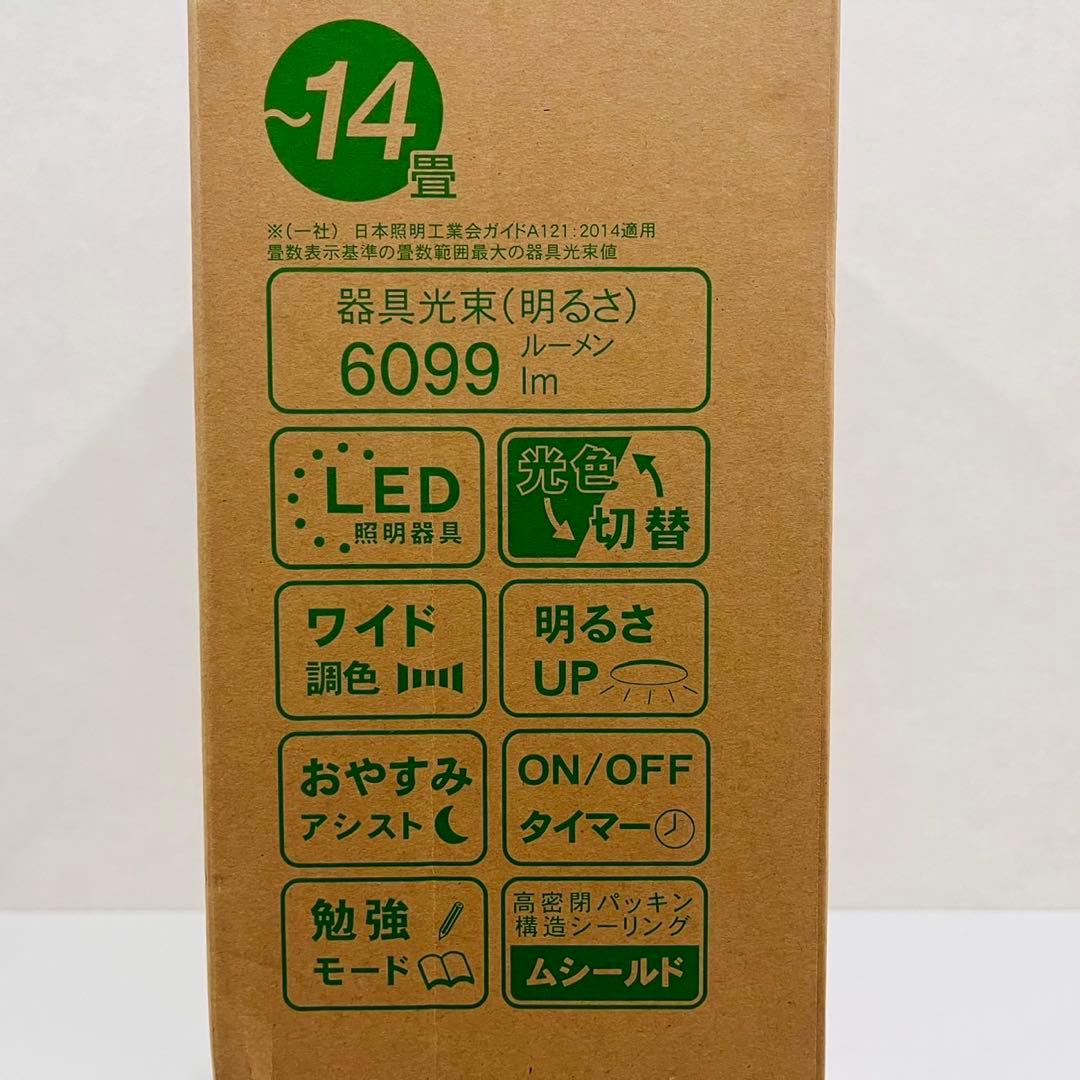 ~14
畳
※(一社) 日本照明工業会ガイドA121:2014適用
畳数表示基準の畳数範囲最大の器具光束値
器具光束(明るさ)
6099 ルーメン
lm
LED
照明器具
光色
切替
ワイド
調色
明るさ
UP
おやすみ
アシスト
ON/OFF
タイマー
勉強
モード
高密閉パッキン
構造シーリング
ムシールド